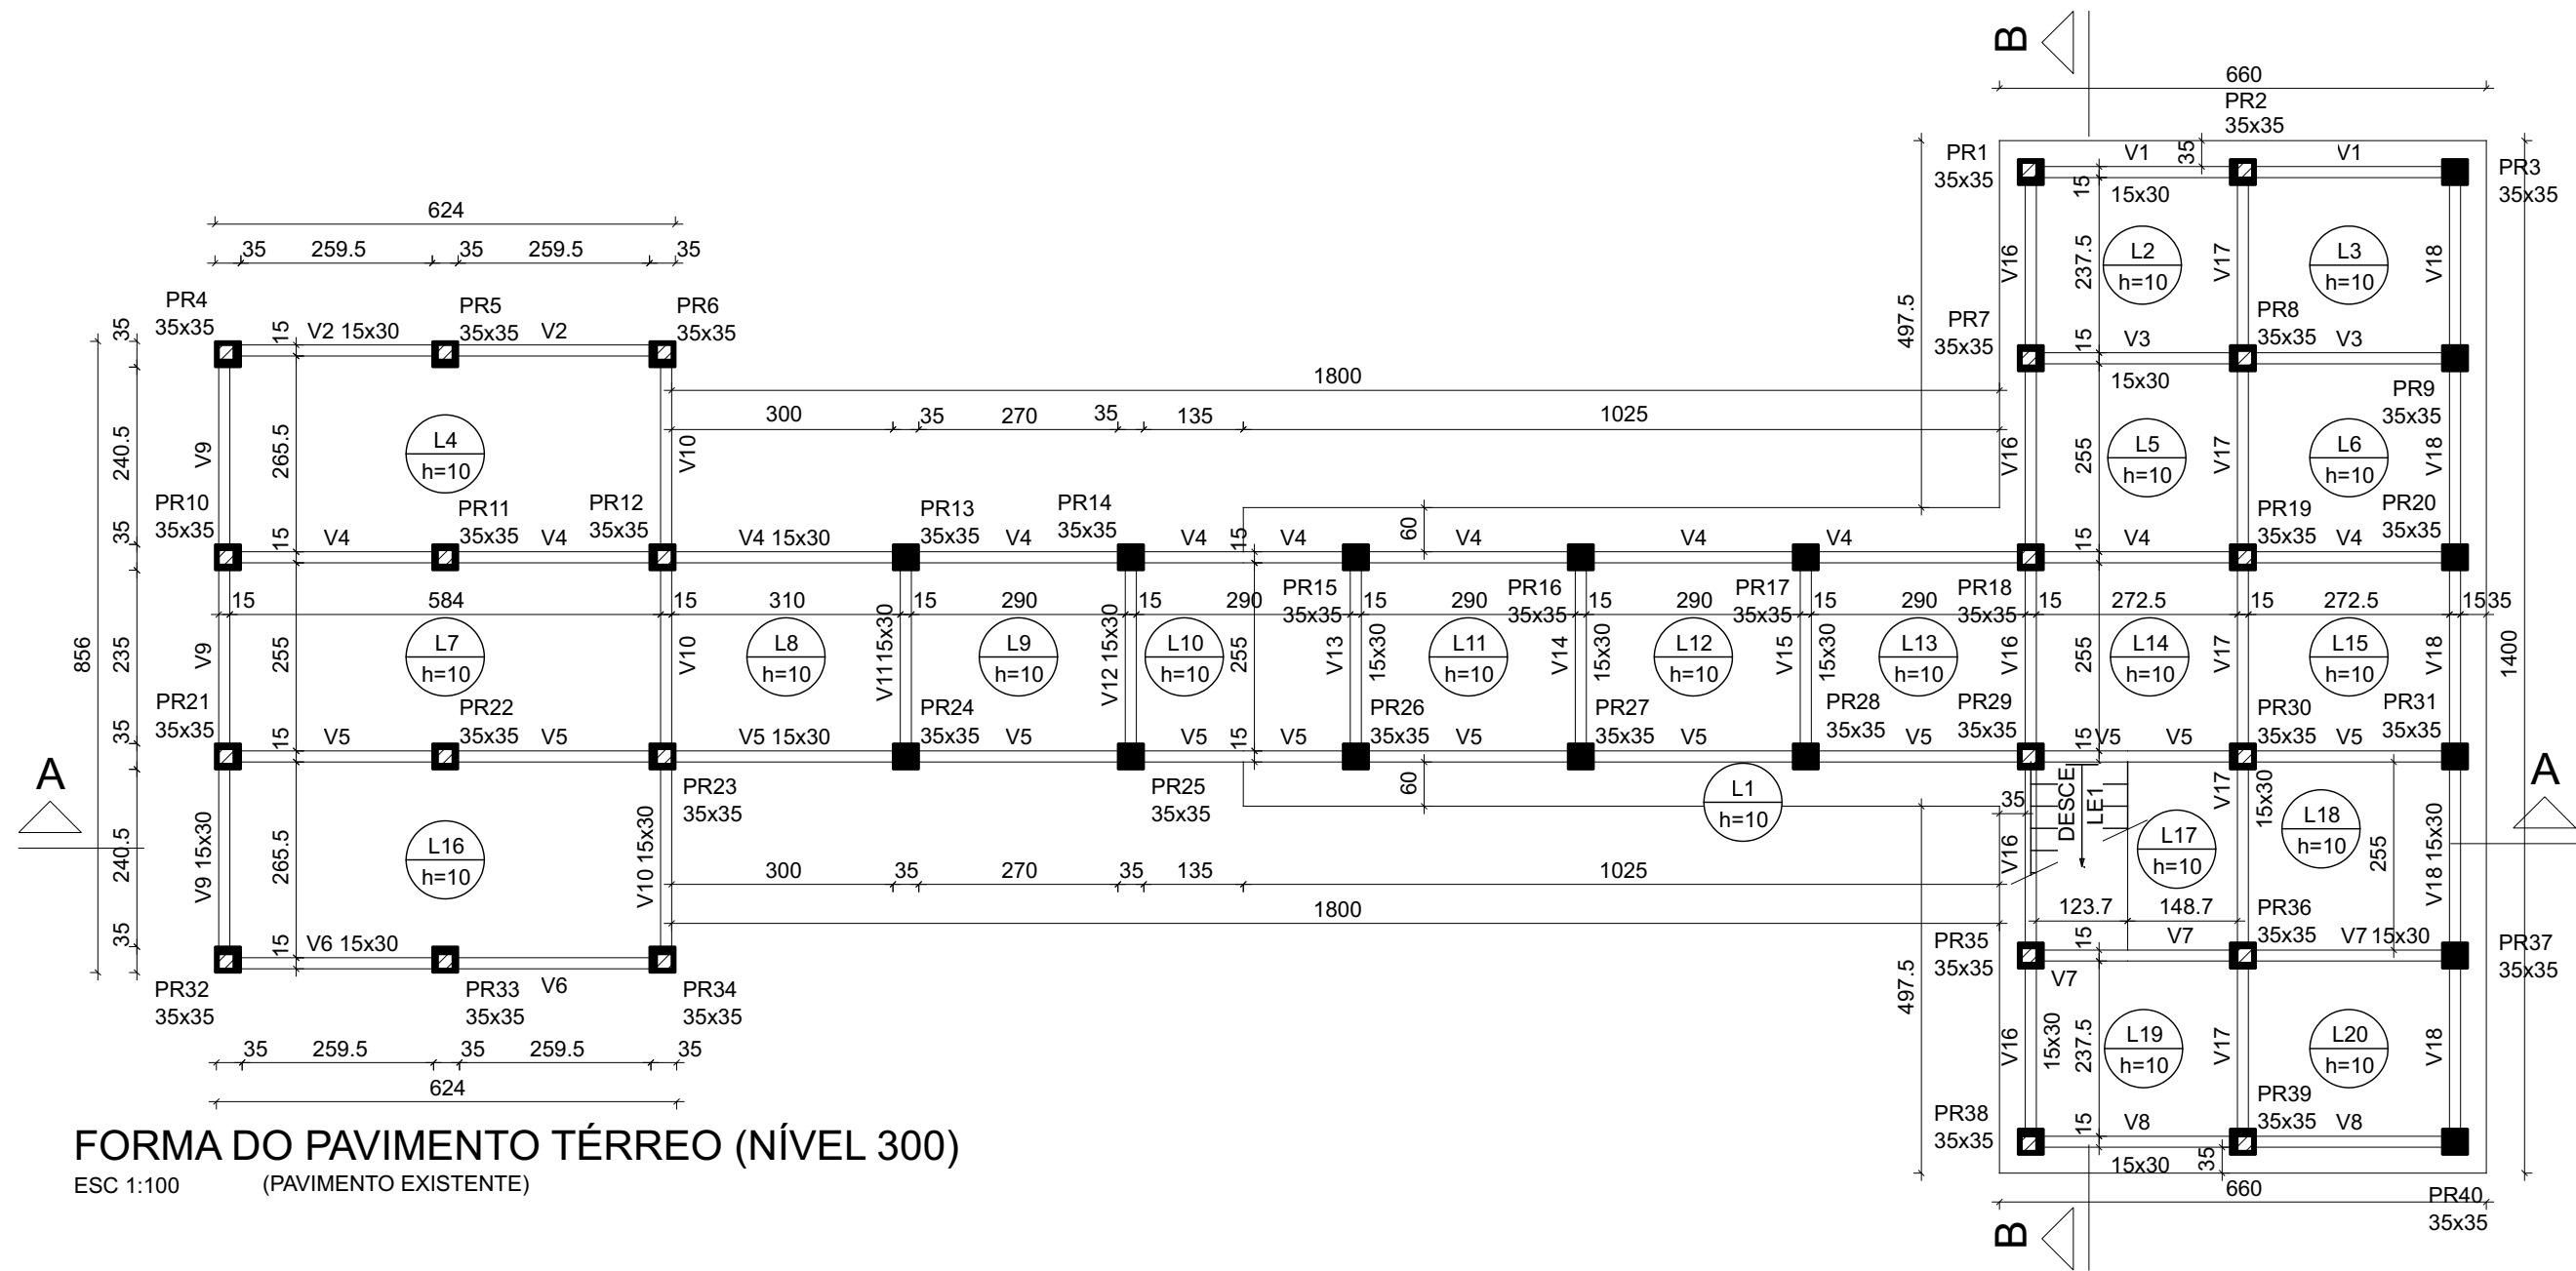 B
660
PR2
35x35
PR1
35x35
V1
35
V1
PR3
35x35
15
15x30
624
35
259.5
35
259.5
35
497.5
V16
237.5
L2
h=10
V17
L3
h=10
V18
PR4
35x35
35
15
V2 15x30
PR5
35x35
V2
PR6
35x35
PR7
35x35
15
V3
15x30
PR8
35x35
V3
1800
300
35
270
35
135
1025
PR9
35x35
240.5
V9
265.5
L4
h=10
V10
V16
255
L5
h=10
V17
L6
h=10
V18
PR10
35x35
35
15
V4
PR11
35x35
V4
PR12
35x35
V4 15x30
PR13
35x35
V4
PR14
35x35
V4
15
V4
60
V4
V4
V4
15
V4
PR19
35x35
V4
PR20
35x35
15
584
15
310
15
290
15
290
PR15
35x35
15
290
PR16
35x35
15
290
PR17
35x35
15
290
PR18
35x35
15
272.5
15
272.5
15
35
856
235
V9
255
L7
h=10
V10
L8
h=10
V11 15x30
L9
h=10
V12 15x30
L10
h=10
255
V13
15x30
L11
h=10
V14
15x30
L12
h=10
V15
15x30
L13
h=10
V16
255
L14
h=10
V17
L15
h=10
V18
1400
PR21
35x35
35
15
V5
PR22
35x35
V5
V5 15x30
PR24
35x35
V5
V5
15
V5
PR26
35x35
V5
PR27
35x35
V5
PR28
35x35
V5
PR29
35x35
15
V5
V5
PR30
35x35
V5
PR31
35x35
A
PR23
35x35
PR25
35x35
60
L1
h=10
35
DESCE
LE1
V17
15x30
L18
h=10
255
V18 15x30
A
240.5
V9 15x30
265.5
L16
h=10
V10 15x30
300
35
270
35
135
1025
V16
L17
h=10
1800
123.7
148.7
PR36
35x35
35
15
V6 15x30
PR35
35x35
15
V7
V7 15x30
PR37
35x35
V7
PR32
35x35
PR33
35x35
V6
PR34
35x35
497.5
V16
15x30
237.5
L19
h=10
V17
L20
h=10
V18
35
259.5
35
259.5
35
624
PR38
35x35
15
V8
15x30
35
PR39
35x35
V8
660
PR40
35x35
B
FORMA DO PAVIMENTO TÉRREO (NÍVEL 300)
ESC 1:100
(PAVIMENTO EXISTENTE)